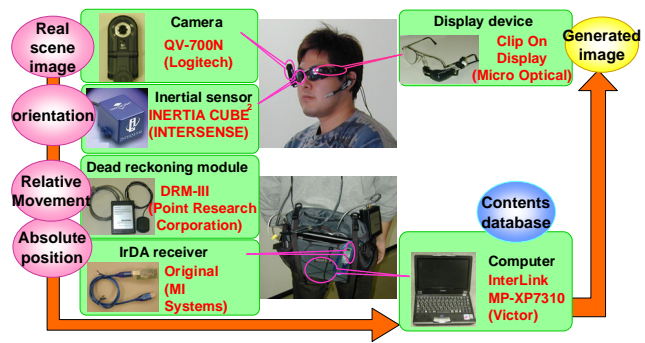 Real
scene
image
Camera
QV-700N
(Logitech)
Display device
Clip On
Display
(Micro Optical)
Generated
image
orientation
Inertial sensor
INERTIA CUBE2
(INTERSENSE)
Relative
Movement
Dead reckoning module
DRM-III
(Point Research
Corporation)
Contents
database
Absolute
position
IrDA receiver
Original
(MI
Systems)
Computer
InterLink
MP-XP7310
(Victor)